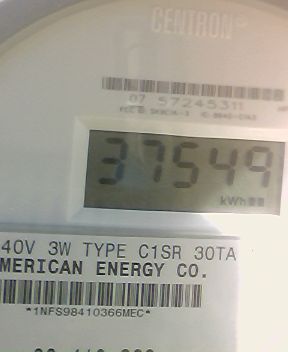 CENTRON®
07 57245311
37549
kWh
40V 3W TYPE C1SR 30TA
MERICAN ENERGY CO.
*1NFS98410366MEC*